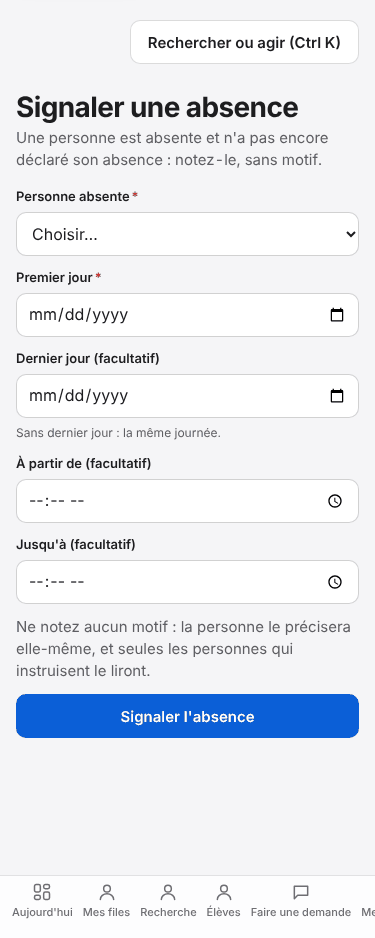 Rechercher ou agir (Ctrl K)
Signaler une absence
Une personne est absente et n'a pas encore
déclaré son absence : notez-le, sans motif.
Personne absente *
Choisir...
Premier jour *
mm/dd/yyyy
Dernier jour (facultatif)
mm/dd/yyyy
Sans dernier jour : la même journée.
À partir de (facultatif)
--:-- --
Jusqu'à (facultatif)
--:-- --
Ne notez aucun motif : la personne le précisera
elle-même, et seules les personnes qui
instruisent le liront.
Signaler l'absence
Aujourd'hui Mes files Recherche Élèves Faire une demande Me